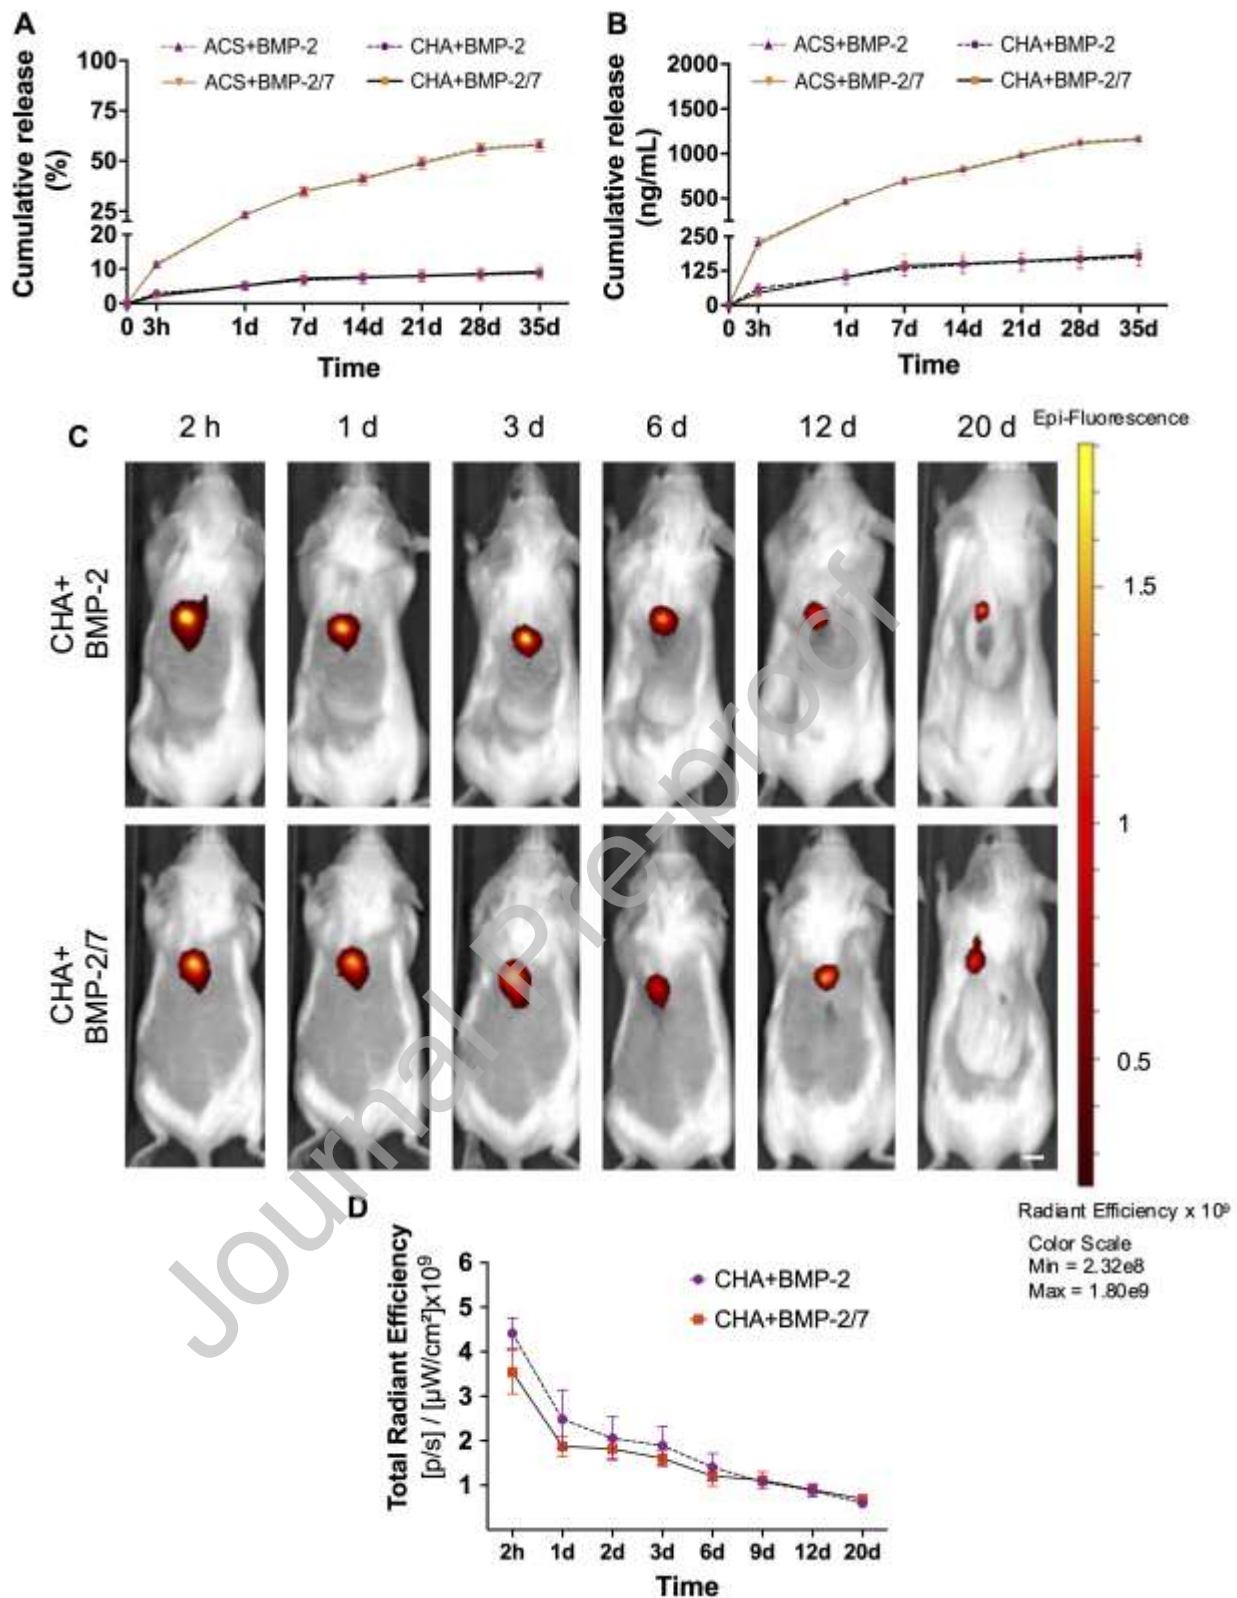 A
ACS+BMP-2
CHA+BMP-2
ACS+BMP-2/7
CHA+BMP-2/7
Cumulative release
(%)
100
75
50
25
20
10
0
0 3h 1d 7d 14d 21d 28d 35d
Time
B
ACS+BMP-2
CHA+BMP-2
ACS+BMP-2/7
CHA+BMP-2/7
Cumulative release
(ng/mL)
2000
1500
1000
500
250
125
0
0 3h 1d 7d 14d 21d 28d 35d
Time
C
2 h 1 d 3 d 6 d 12 d 20 d
Epi-Fluorescence
CHA+
BMP-2
CHA+
BMP-2/7
1.5
1
0.5
Radiant Efficiency x 10⁹
Color Scale
Min = 2.32e8
Max = 1.80e9
D
Total Radiant Efficiency
[p/s] / [µW/cm²]x10⁹
6
5
4
3
2
1
CHA+BMP-2
CHA+BMP-2/7
2h 1d 2d 3d 6d 9d 12d 20d
Time
Journal Pre-proof